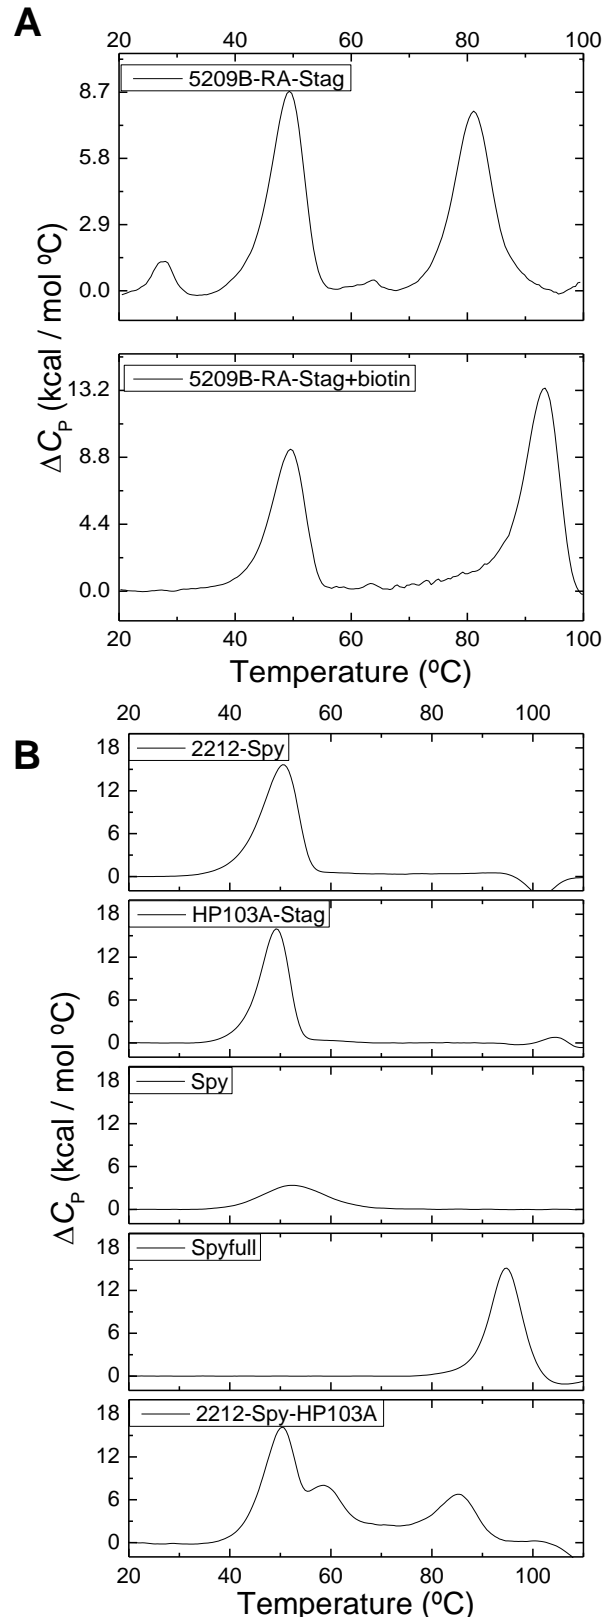 A
20 40 60 80 100
5209B-RA-Stag
8.7
5.8
2.9
0.0
5209B-RA-Stag+biotin
13.2
8.8
4.4
0.0
20 40 60 80 100
Temperature (ºC)
ΔCP (kcal / mol ºC)
B
20 40 60 80 100
2212-Spy
18
12
6
0
HP103A-Stag
18
12
6
0
Spy
18
12
6
0
Spyfull
18
12
6
0
2212-Spy-HP103A
18
12
6
0
20 40 60 80 100
Temperature (ºC)
ΔCP (kcal / mol ºC)